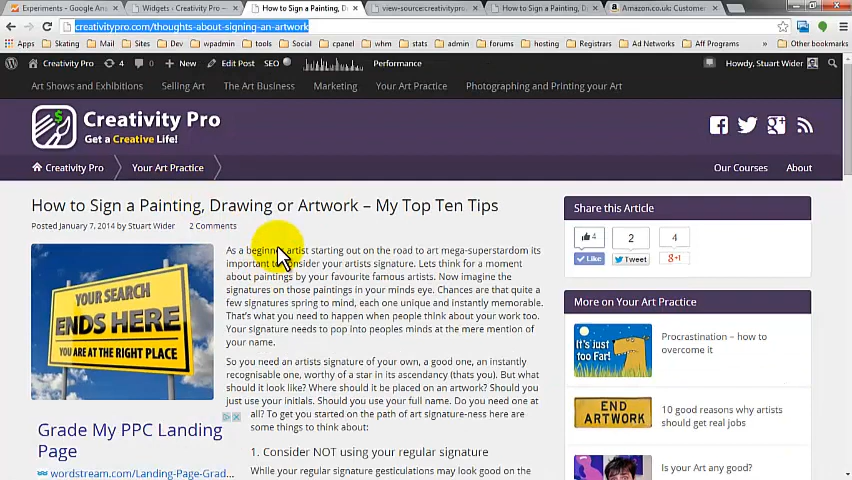 Experiments - Google Ana
Widgets ‹ Creativity Pro —
How to Sign a Painting, D
view-source:creativitypro.
How to Sign a Painting, D
Amazon.co.uk: Customer
creativitypro.com/thoughts-about-signing-an-artwork
Apps Skating Mail Dev wpadmin tools stats admin forums hosting Sites Registrars Ad Networks Aff Programs Other bookmarks
Creativity Pro 4 0 + New Edit Post SEO Performance Howdy, Stuart Wider
Art Shows and Exhibitions Selling Art The Art Business Marketing Your Art Practice Photographing and Printing your Art
Creativity Pro
Get a Creative Life!
Creativity Pro Your Art Practice Our Courses About
How to Sign a Painting, Drawing or Artwork – My Top Ten Tips
Posted January 7, 2014 by Stuart Wider 2 Comments
YOUR SEARCH
ENDS HERE
YOU ARE AT THE RIGHT PLACE
As a beginner artist starting out on the road to art mega-superstardom its
important to consider your artists signature. Lets think for a moment
about paintings by your favourite famous artists. Now imagine the
signatures on those paintings in your minds eye. Chances are that quite a
few signatures spring to mind, each one unique and instantly memorable.
That's what you need to happen when people think about your work too.
Your signature needs to pop into peoples minds at the mere mention of
your name.
So you need an artists signature of your own, a good one, an instantly
recognisable one, worthy of a star in its ascendancy (thats you). But what
should it look like? Where should it be placed on an artwork? Should you
just use your initials. Should you use your full name. Do you need one at
all? To get you started on the path of art signature-ness here are
some things to think about:
1. Consider NOT using your regular signature
While your regular signature gesticulations may look good on the
Grade My PPC Landing
Page
wordstream.com/Landing-Page-Grad...
Share this Article
4 2 4
Like Tweet g+1
More on Your Art Practice
It's just
too Far!
Procrastination – how to
overcome it
END
ARTWORK
10 good reasons why artists
should get real jobs
Is your Art any good?